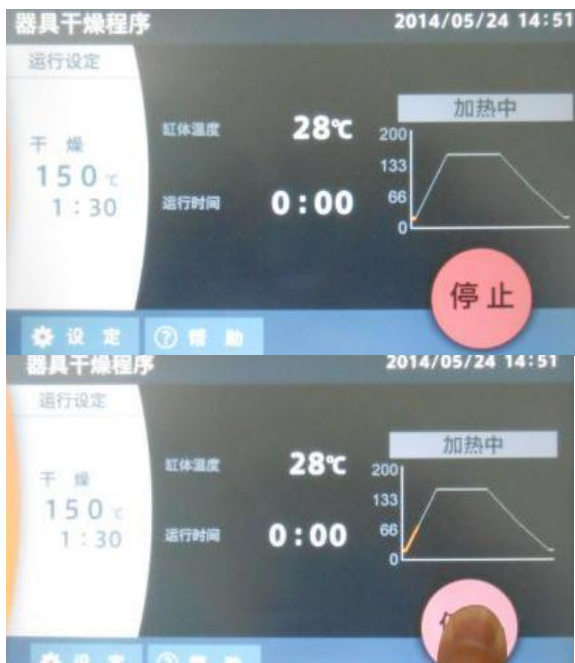 器具干燥程序 2014/05/24 14:51
运行设定
加热中
缸体温度 28℃
干 燥
150℃
1:30
运行时间 0:00
200
133
66
0
停止
设 定 帮 助
器具干燥程序 2014/05/24 14:51
运行设定
加热中
缸体温度 28℃
干 燥
150℃
1:30
运行时间 0:00
200
133
66
0
设 定